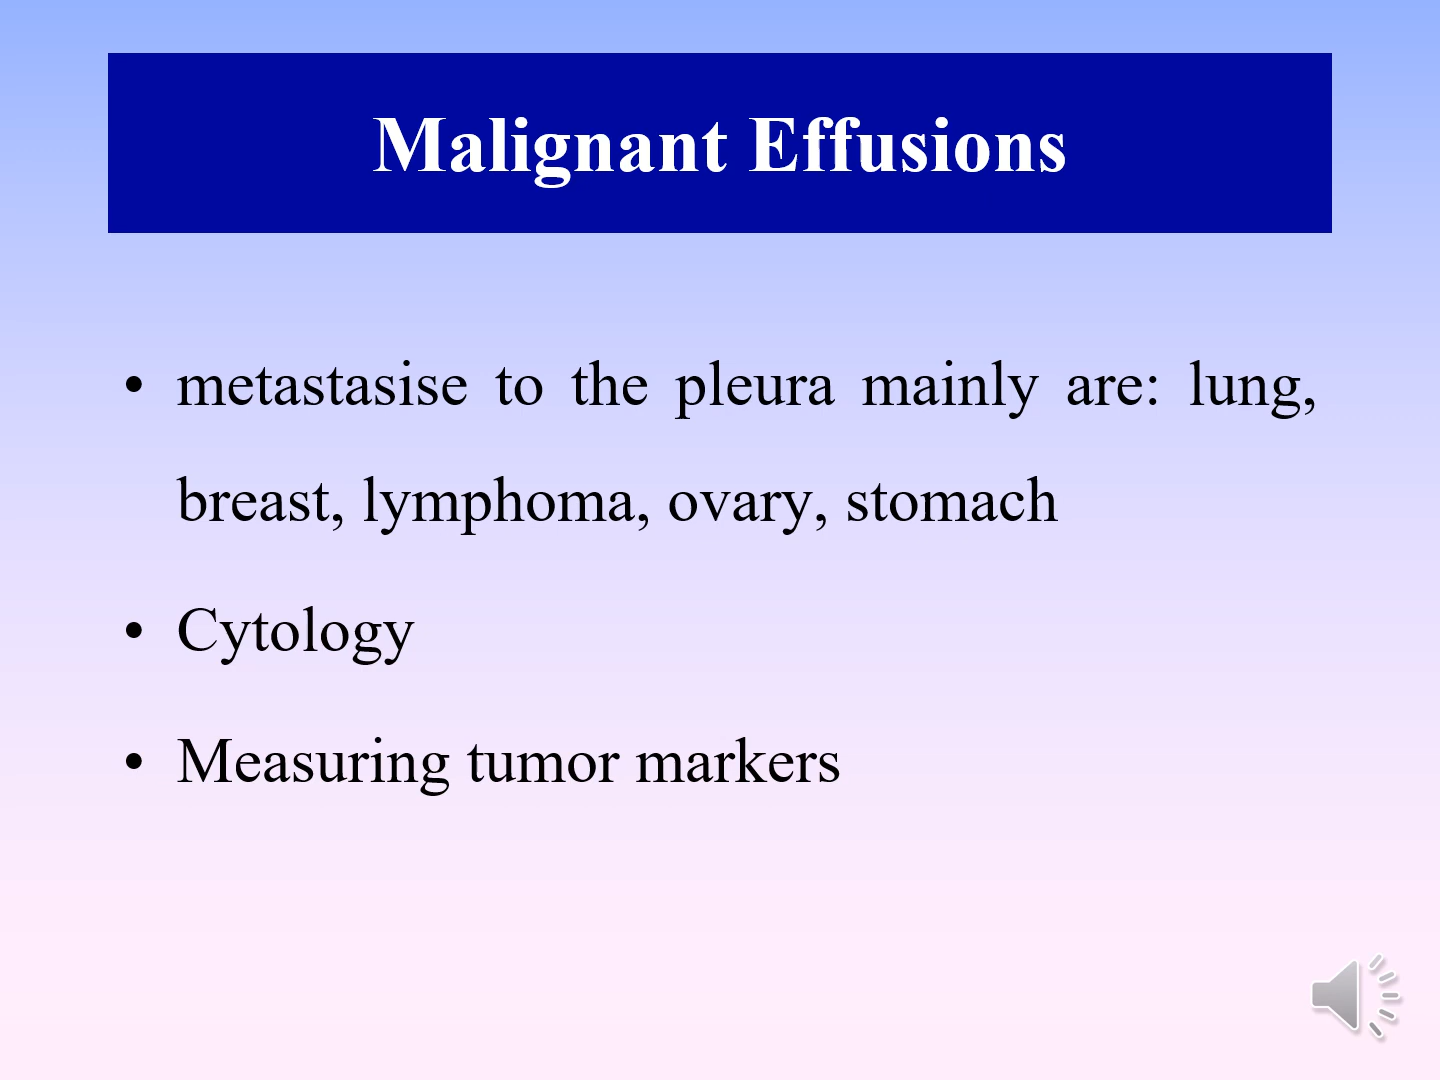 Malignant Effusions
• metastasise to the pleura mainly are: lung,
breast, lymphoma, ovary, stomach
• Cytology
• Measuring tumor markers